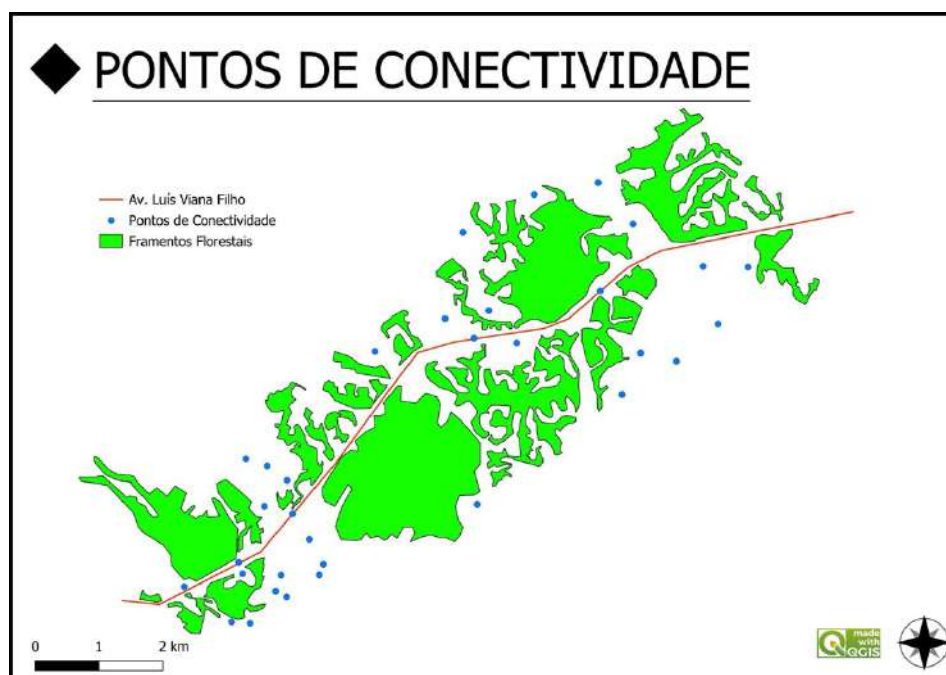 PONTOS DE CONECTIVIDADE
Av. Luís Viana Filho
Pontos de Conectividade
Framentos Florestais
0 1 2 km
made
with
QGIS